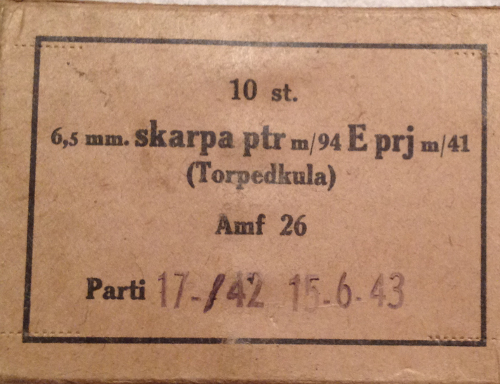 10 st.
6,5 mm. skarpa ptr m/94 E prj m/41
(Torpedkula)
Amf 26
Parti 17-/42 15-6-43